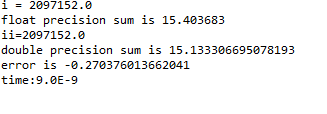 i = 2097152.0
float precision sum is 15.403683
ii=2097152.0
double precision sum is 15.133306695078193
error is -0.270376013662041
time:9.0E-9